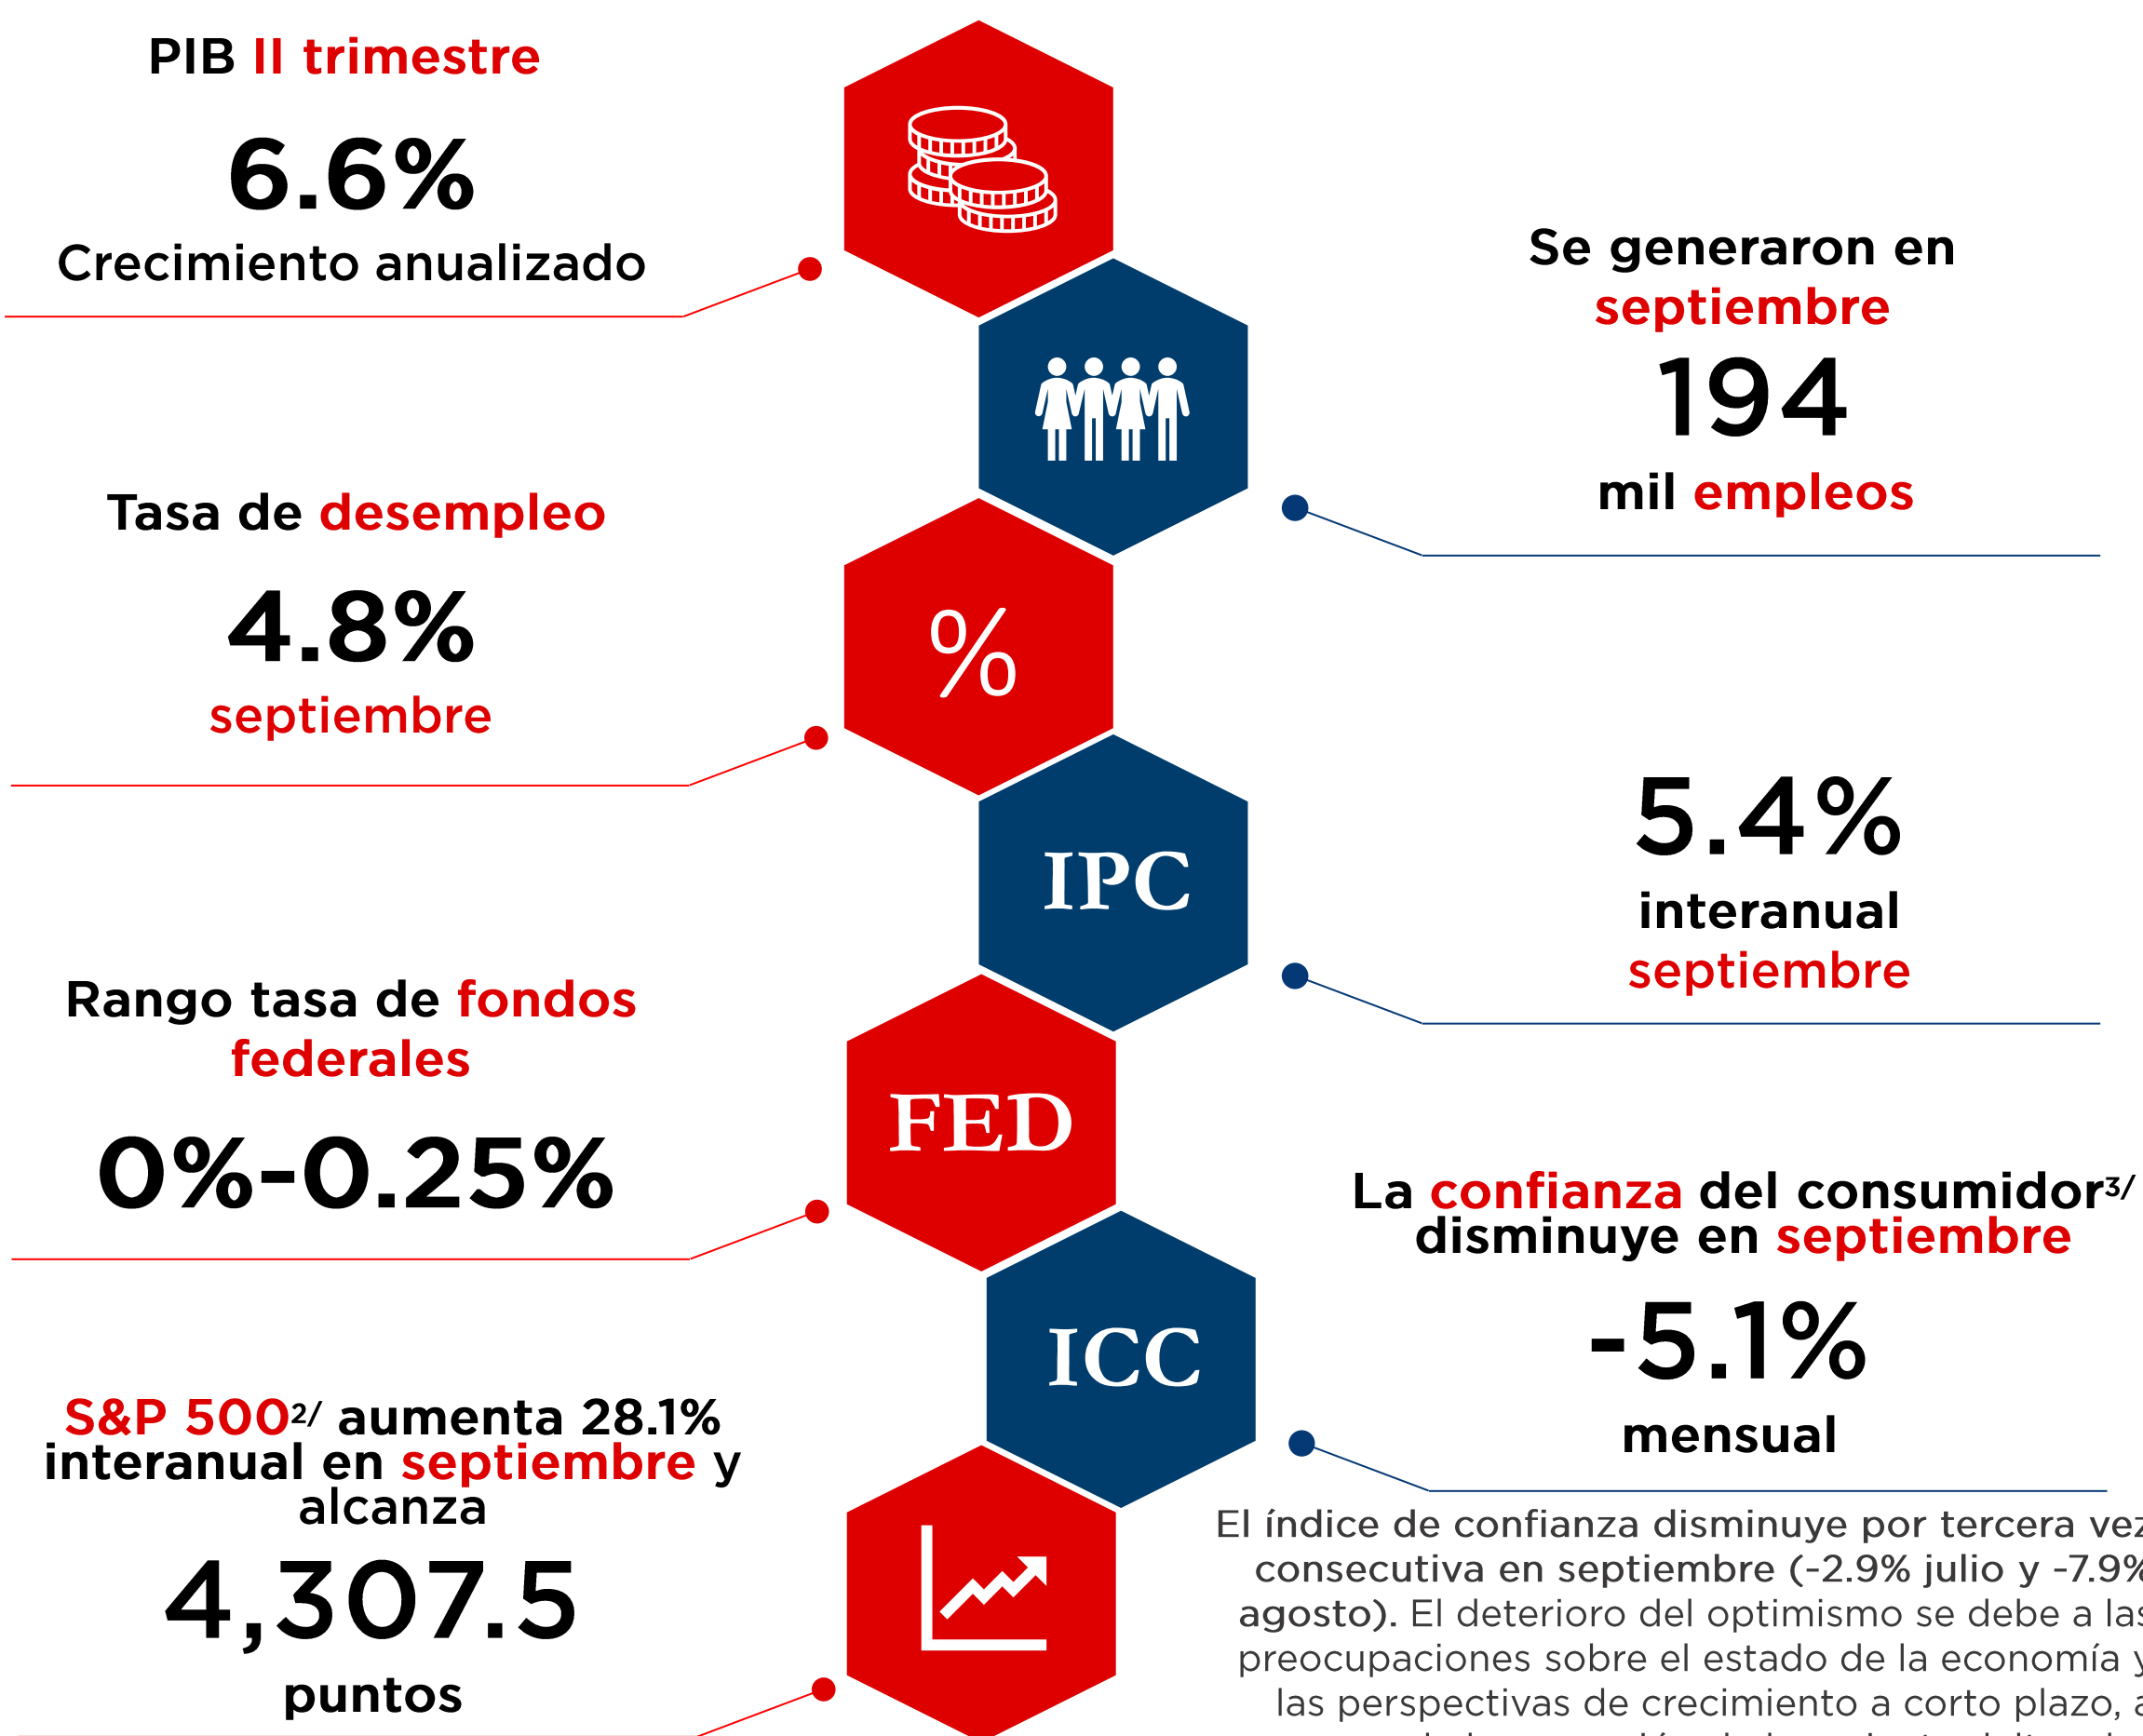 PIB II trimestre
6.6%
Crecimiento anualizado
Se generaron en
septiembre
194
mil empleos
Tasa de desempleo
4.8%
septiembre
%
IPC
5.4%
interanual
septiembre
Rango tasa de fondos
federales
0%-0.25%
FED
La confianza del consumidor3/
disminuye en septiembre
-5.1%
mensual
ICC
S&P 5002/ aumenta 28.1%
interanual en septiembre y
alcanza
4,307.5
puntos
El índice de confianza disminuye por tercera vez
consecutiva en septiembre (-2.9% julio y -7.9%
agosto). El deterioro del optimismo se debe a las
preocupaciones sobre el estado de la economía y
las perspectivas de crecimiento a corto plazo, a